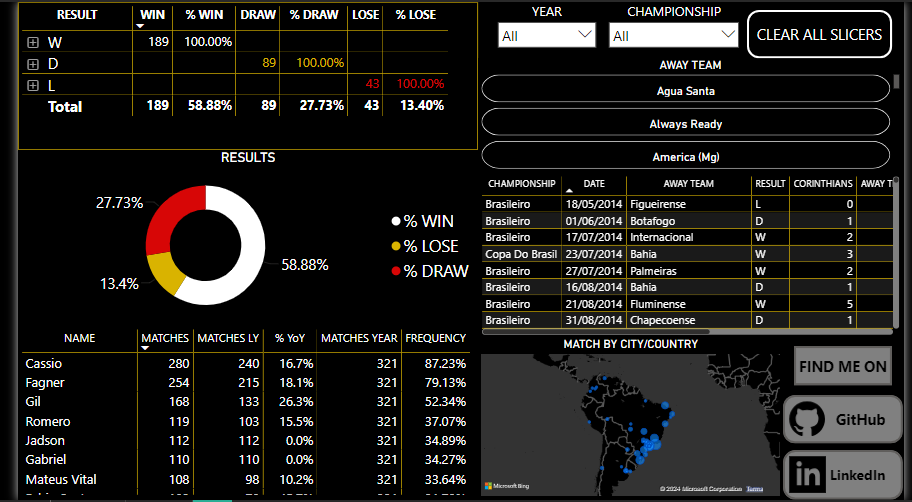 RESULT WIN % WIN DRAW % DRAW LOSE % LOSE
W 189 100.00%
D 89 100.00%
L 43 100.00%
Total 189 58.88% 89 27.73% 43 13.40%
YEAR
All
CHAMPIONSHIP
All
CLEAR ALL SLICERS
AWAY TEAM
Agua Santa
Always Ready
America (Mg)
RESULTS
27.73%
13.4%
58.88%
% WIN
% LOSE
% DRAW
CHAMPIONSHIP DATE AWAY TEAM RESULT CORINTHIANS AWAY T
Brasileiro 18/05/2014 Figueirense L 0
Brasileiro 01/06/2014 Botafogo D 1
Brasileiro 17/07/2014 Internacional W 2
Copa Do Brasil 23/07/2014 Bahia W 3
Brasileiro 27/07/2014 Palmeiras W 2
Brasileiro 16/08/2014 Bahia D 1
Brasileiro 21/08/2014 Fluminense W 5
Brasileiro 31/08/2014 Chapecoense D 1
NAME MATCHES MATCHES LY % YoY MATCHES YEAR FREQUENCY
Cassio 280 240 16.7% 321 87.23%
Fagner 254 215 18.1% 321 79.13%
Gil 168 133 26.3% 321 52.34%
Romero 119 103 15.5% 321 37.07%
Jadson 112 112 0.0% 321 34.89%
Gabriel 110 110 0.0% 321 34.27%
Mateus Vital 108 98 10.2% 321 33.64%
MATCH BY CITY/COUNTRY
Microsoft Bing
© 2024 Microsoft Corporation Terms
FIND ME ON
GitHub
in LinkedIn